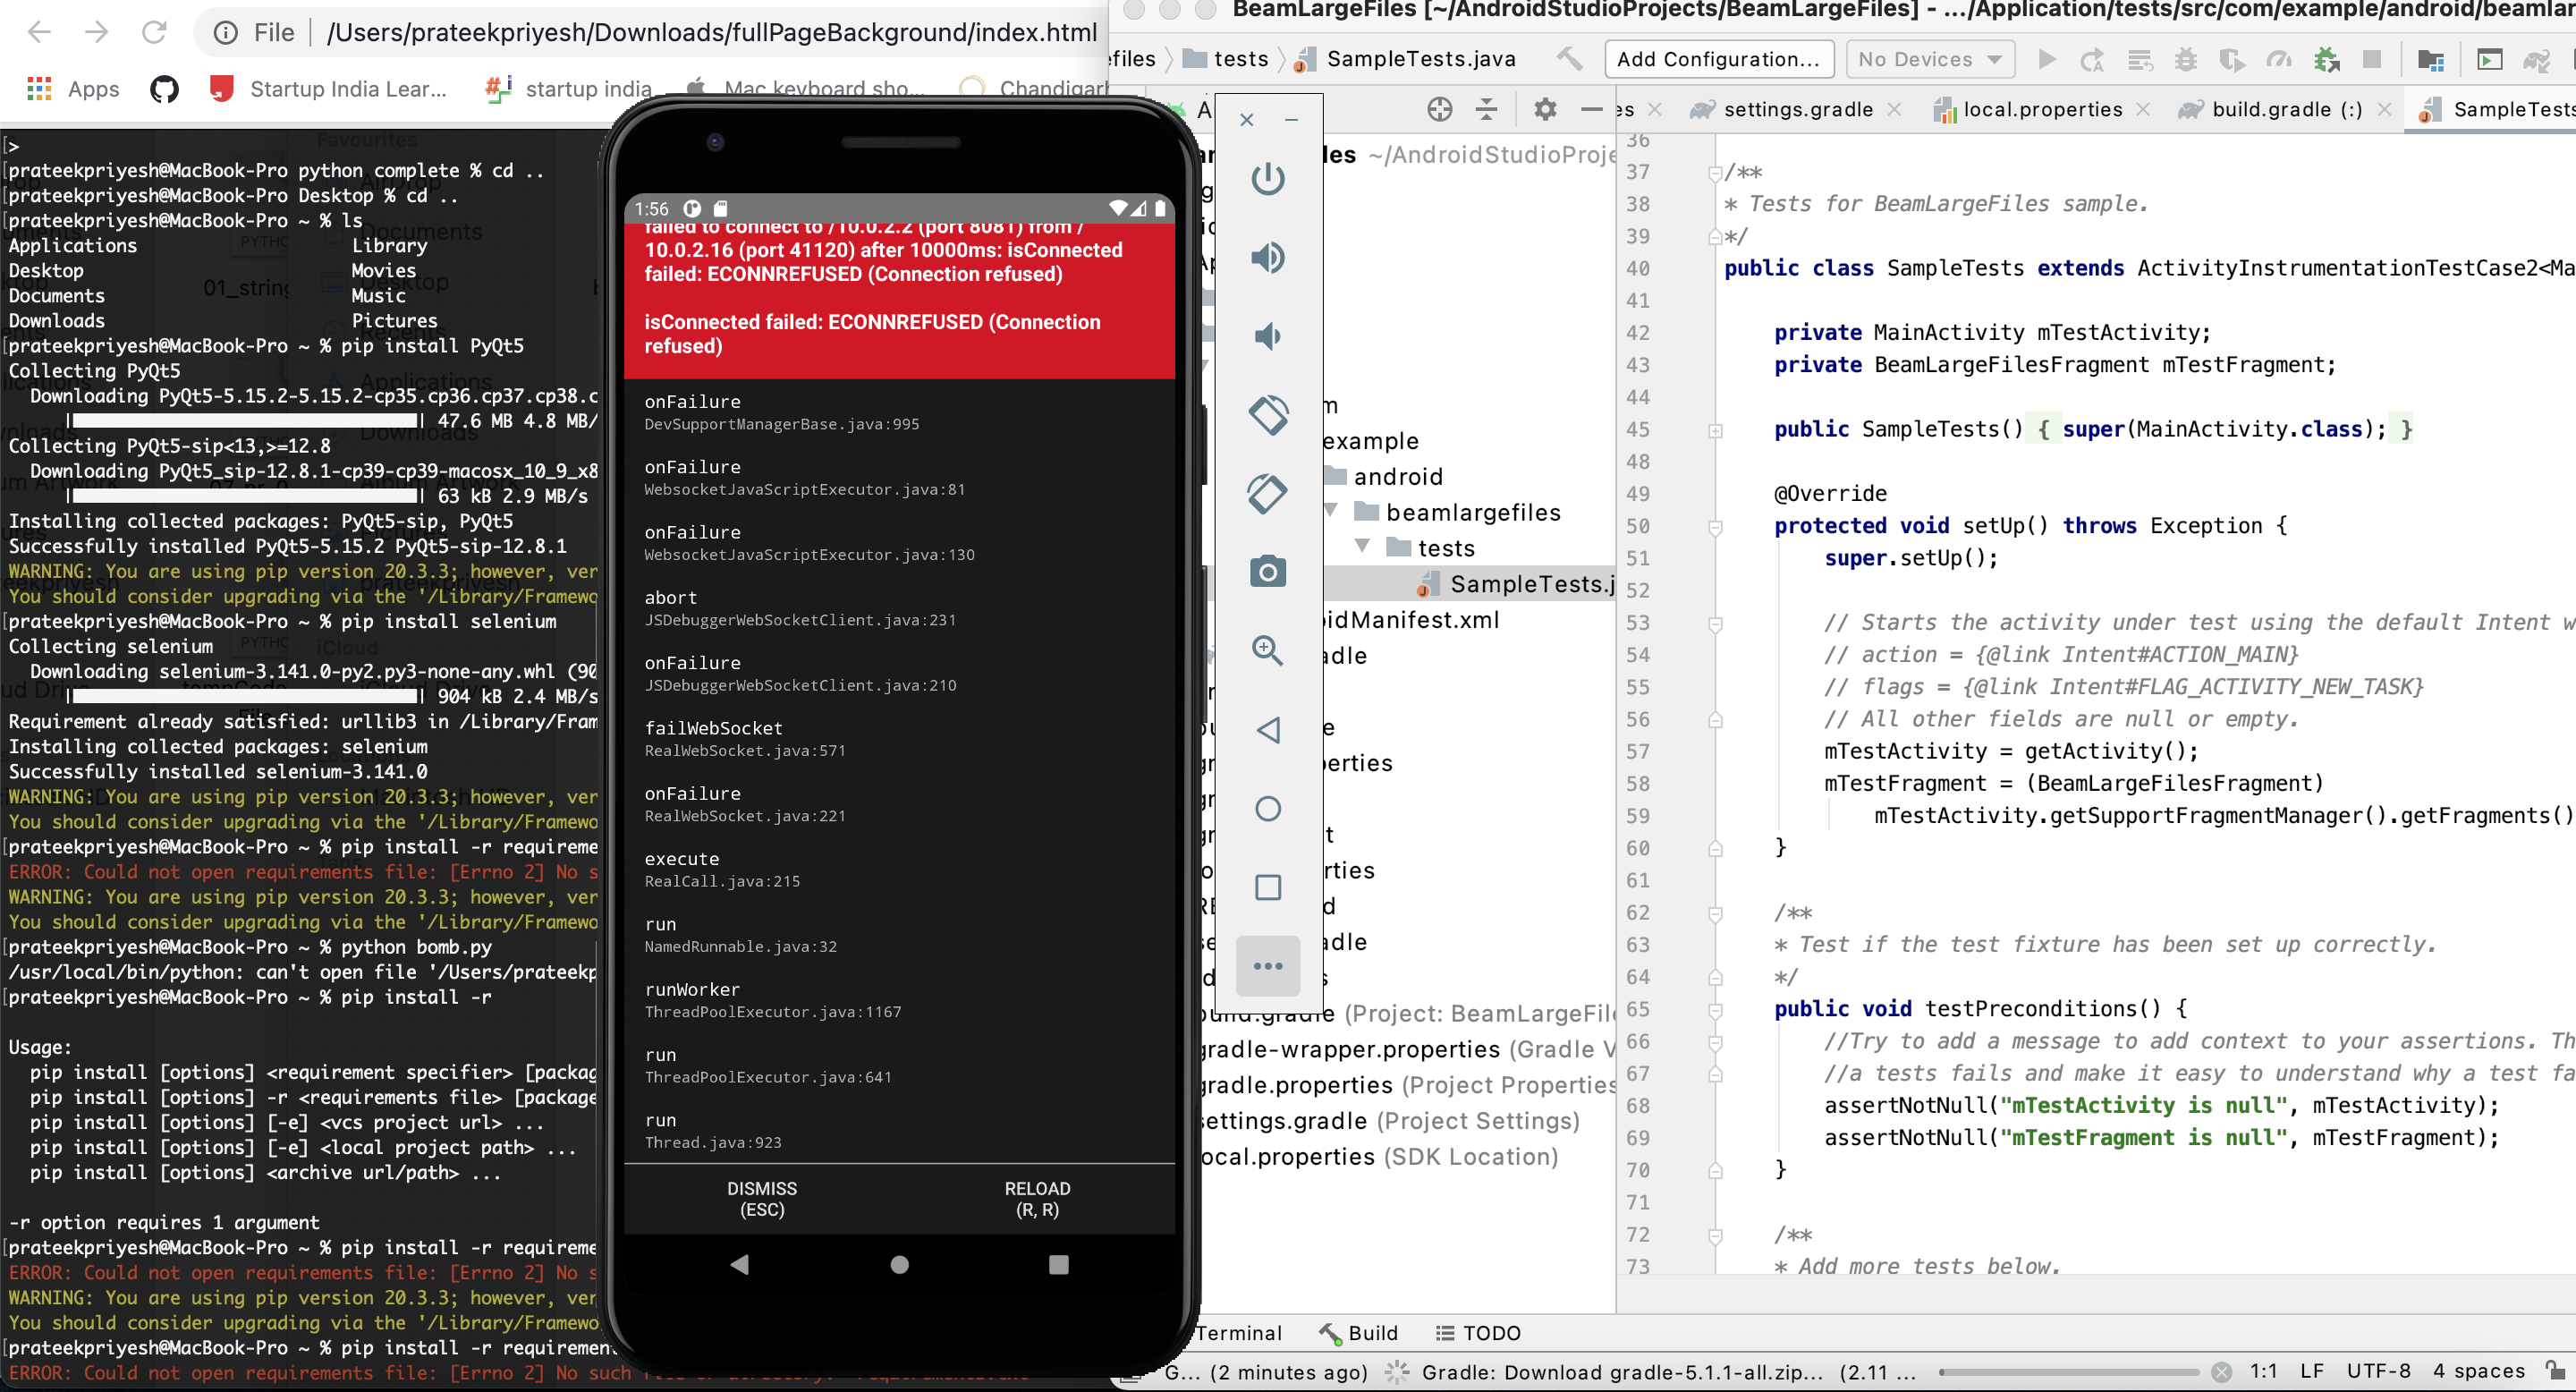 File
/Users/prateekpriyesh/Downloads/fullPageBackground/index.html
Apps
Startup India Lear...
startup india
Mac keyboard sho...
Chandigarh
[>
[prateekpriyesh@MacBook-Pro python complete % cd ..
[prateekpriyesh@MacBook-Pro Desktop % cd ..
[prateekpriyesh@MacBook-Pro ~ % ls
Applications Library
Desktop Movies
Documents Music
Downloads Pictures
[prateekpriyesh@MacBook-Pro ~ % pip install PyQt5
Collecting PyQt5
Downloading PyQt5-5.15.2-5.15.2-cp35.cp36.cp37.cp38.c
47.6 MB 4.8 MB/
Collecting PyQt5-sip<13,>=12.8
Downloading PyQt5_sip-12.8.1-cp39-cp39-macosx_10_9_x8
63 kB 2.9 MB/s
Installing collected packages: PyQt5-sip, PyQt5
Successfully installed PyQt5-5.15.2 PyQt5-sip-12.8.1
WARNING: You are using pip version 20.3.3; however, ver
You should consider upgrading via the '/Library/Framewo
[prateekpriyesh@MacBook-Pro ~ % pip install selenium
Collecting selenium
Downloading selenium-3.141.0-py2.py3-none-any.whl (90
904 kB 2.4 MB/s
Requirement already satisfied: urllib3 in /Library/Fram
Installing collected packages: selenium
Successfully installed selenium-3.141.0
WARNING: You are using pip version 20.3.3; however, ver
You should consider upgrading via the '/Library/Framewo
[prateekpriyesh@MacBook-Pro ~ % pip install -r requireme
ERROR: Could not open requirements file: [Errno 2] No s
WARNING: You are using pip version 20.3.3; however, ver
You should consider upgrading via the '/Library/Framewo
[prateekpriyesh@MacBook-Pro ~ % python bomb.py
/usr/local/bin/python: can't open file '/Users/prateekp
[prateekpriyesh@MacBook-Pro ~ % pip install -r
Usage:
pip install [options] <requirement specifier> [packag
pip install [options] -r <requirements file> [package
pip install [options] [-e] <vcs project url> ...
pip install [options] [-e] <local project path> ...
pip install [options] <archive url/path> ...
-r option requires 1 argument
[prateekpriyesh@MacBook-Pro ~ % pip install -r requireme
ERROR: Could not open requirements file: [Errno 2] No s
WARNING: You are using pip version 20.3.3; however, ver
You should consider upgrading via the '/Library/Framewo
[prateekpriyesh@MacBook-Pro ~ % pip install -r requiremen
ERROR: Could not open requirements file: [Errno 2] No such
1:56
failed to connect to /10.0.2.2 (port 8081) from /
10.0.2.16 (port 41120) after 10000ms: isConnected
failed: ECONNREFUSED (Connection refused)
isConnected failed: ECONNREFUSED (Connection
refused)
onFailure
DevSupportManagerBase.java:995
onFailure
WebsocketJavaScriptExecutor.java:81
onFailure
WebsocketJavaScriptExecutor.java:130
abort
JSDebuggerWebSocketClient.java:231
onFailure
JSDebuggerWebSocketClient.java:210
failWebSocket
RealWebSocket.java:571
onFailure
RealWebSocket.java:221
execute
RealCall.java:215
run
NamedRunnable.java:32
runWorker
ThreadPoolExecutor.java:1167
run
ThreadPoolExecutor.java:641
run
Thread.java:923
DISMISS
(ESC)
RELOAD
(R, R)
BeamLargeFiles [~/AndroidStudioProjects/BeamLargeFiles] - .../Application/tests/src/com/example/android/beamlar
efiles tests SampleTests.java Add Configuration... No Devices
es settings.gradle local.properties build.gradle (:) SampleTests
les ~/AndroidStudioProje
m
example
android
beamlargefiles
tests
SampleTests.j
oidManifest.xml
adle
e
perties
t
rties
d
adle
s
build.gradle (Project: BeamLargeFile
gradle-wrapper.properties (Gradle V
gradle.properties (Project Properties
settings.gradle (Project Settings)
local.properties (SDK Location)
36
37 /**
38 * Tests for BeamLargeFiles sample.
39 */
40 public class SampleTests extends ActivityInstrumentationTestCase2<Ma
41
42 private MainActivity mTestActivity;
43 private BeamLargeFilesFragment mTestFragment;
44
45 public SampleTests() { super(MainActivity.class); }
48
49 @Override
50 protected void setUp() throws Exception {
51 super.setUp();
52
53 // Starts the activity under test using the default Intent w
54 // action = {@link Intent#ACTION_MAIN}
55 // flags = {@link Intent#FLAG_ACTIVITY_NEW_TASK}
56 // All other fields are null or empty.
57 mTestActivity = getActivity();
58 mTestFragment = (BeamLargeFilesFragment)
59 mTestActivity.getSupportFragmentManager().getFragments()
60 }
61
62 /**
63 * Test if the test fixture has been set up correctly.
64 */
65 public void testPreconditions() {
66 //Try to add a message to add context to your assertions. Th
67 //a tests fails and make it easy to understand why a test fa
68 assertNotNull("mTestActivity is null", mTestActivity);
69 assertNotNull("mTestFragment is null", mTestFragment);
70 }
71
72 /**
73 * Add more tests below.
Terminal Build TODO
G... (2 minutes ago) Gradle: Download gradle-5.1.1-all.zip... (2.11 ... 1:1 LF UTF-8 4 spaces